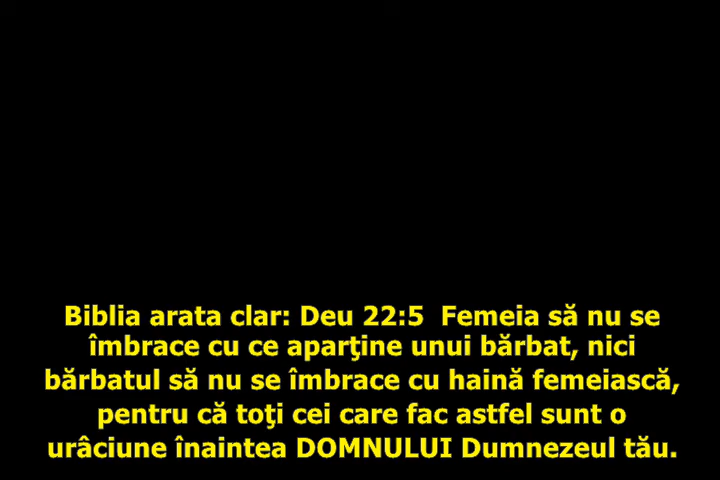 Biblia arata clar: Deu 22:5  Femeia să nu se
îmbrace cu ce aparţine unui bărbat, nici
bărbatul să nu se îmbrace cu haină femeiască,
pentru că toţi cei care fac astfel sunt o
urâciune înaintea DOMNULUI Dumnezeul tău.